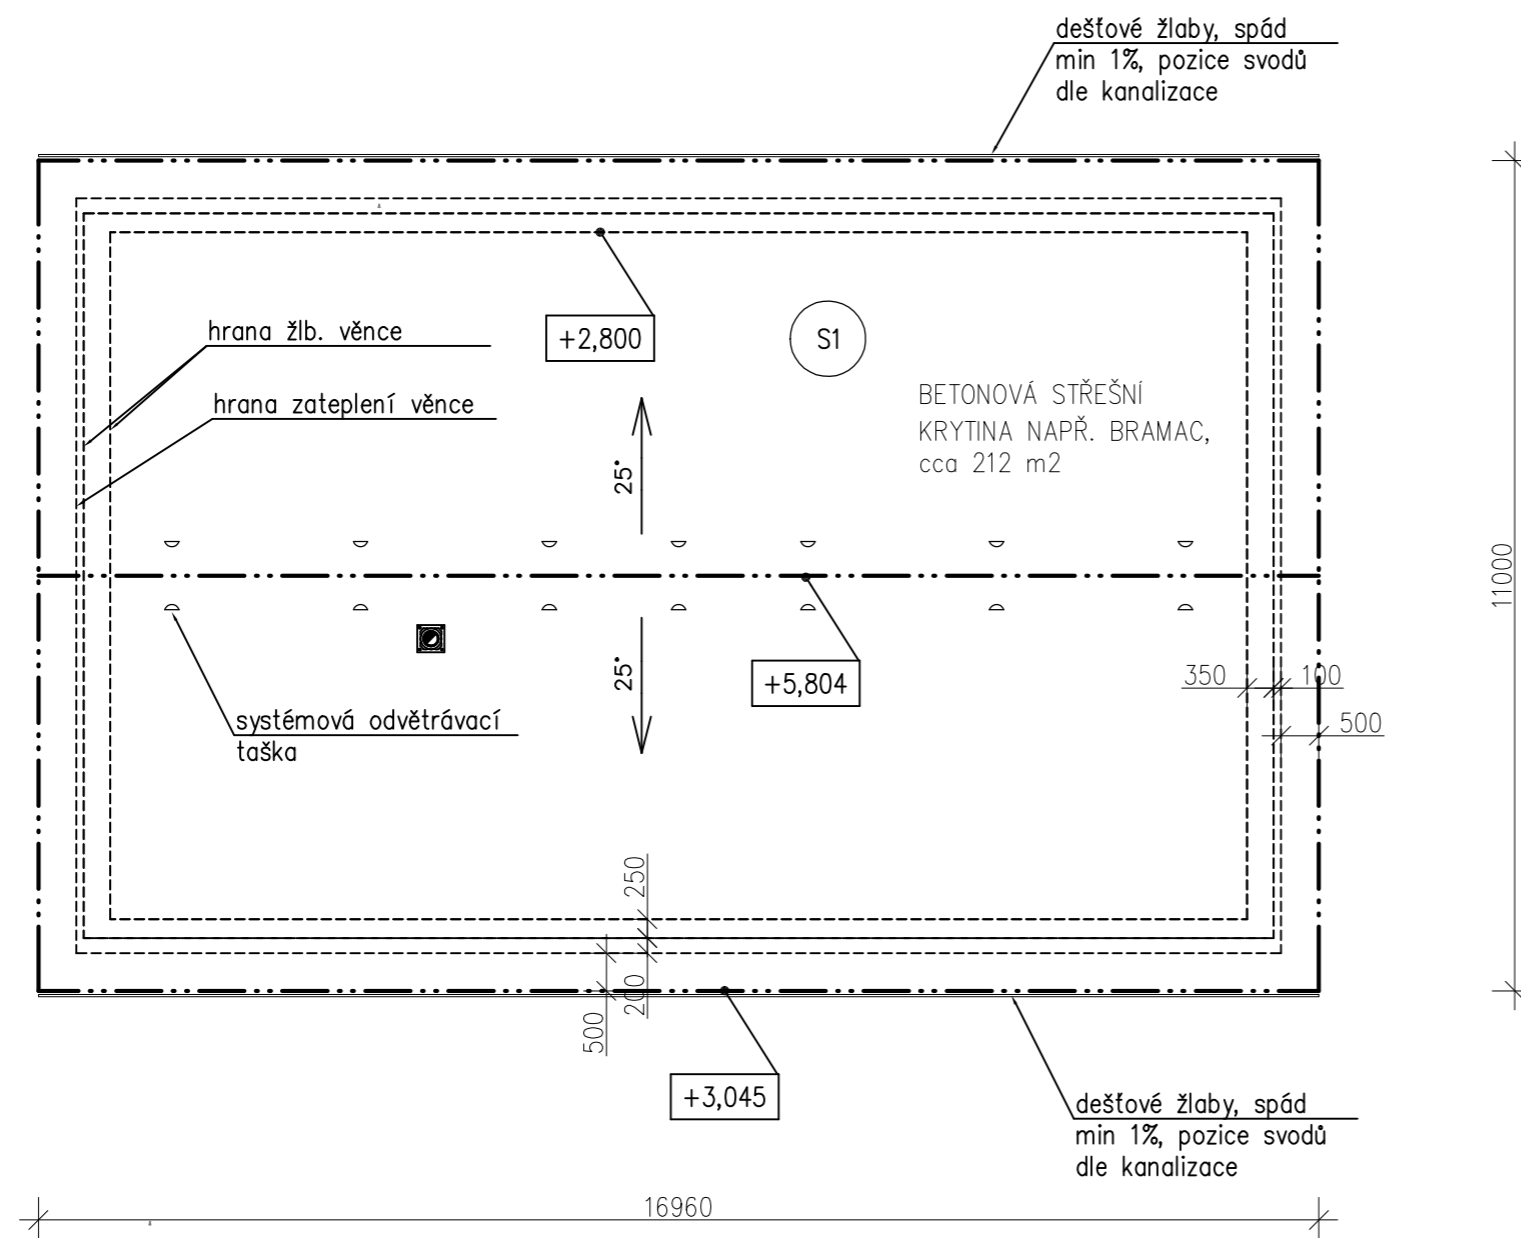 dešťové žlaby, spád
min 1%, pozice svodů
dle kanalizace
hrana žlb. věnce
+2,800
S1
hrana zateplení věnce
BETONOVÁ STŘEŠNÍ
KRYTINA NAPŘ. BRAMAC,
cca 212 m2
25°
11000
25°
+5,804
350
100
500
systémová odvětrávací
taška
250
200
500
+3,045
dešťové žlaby, spád
min 1%, pozice svodů
dle kanalizace
16960